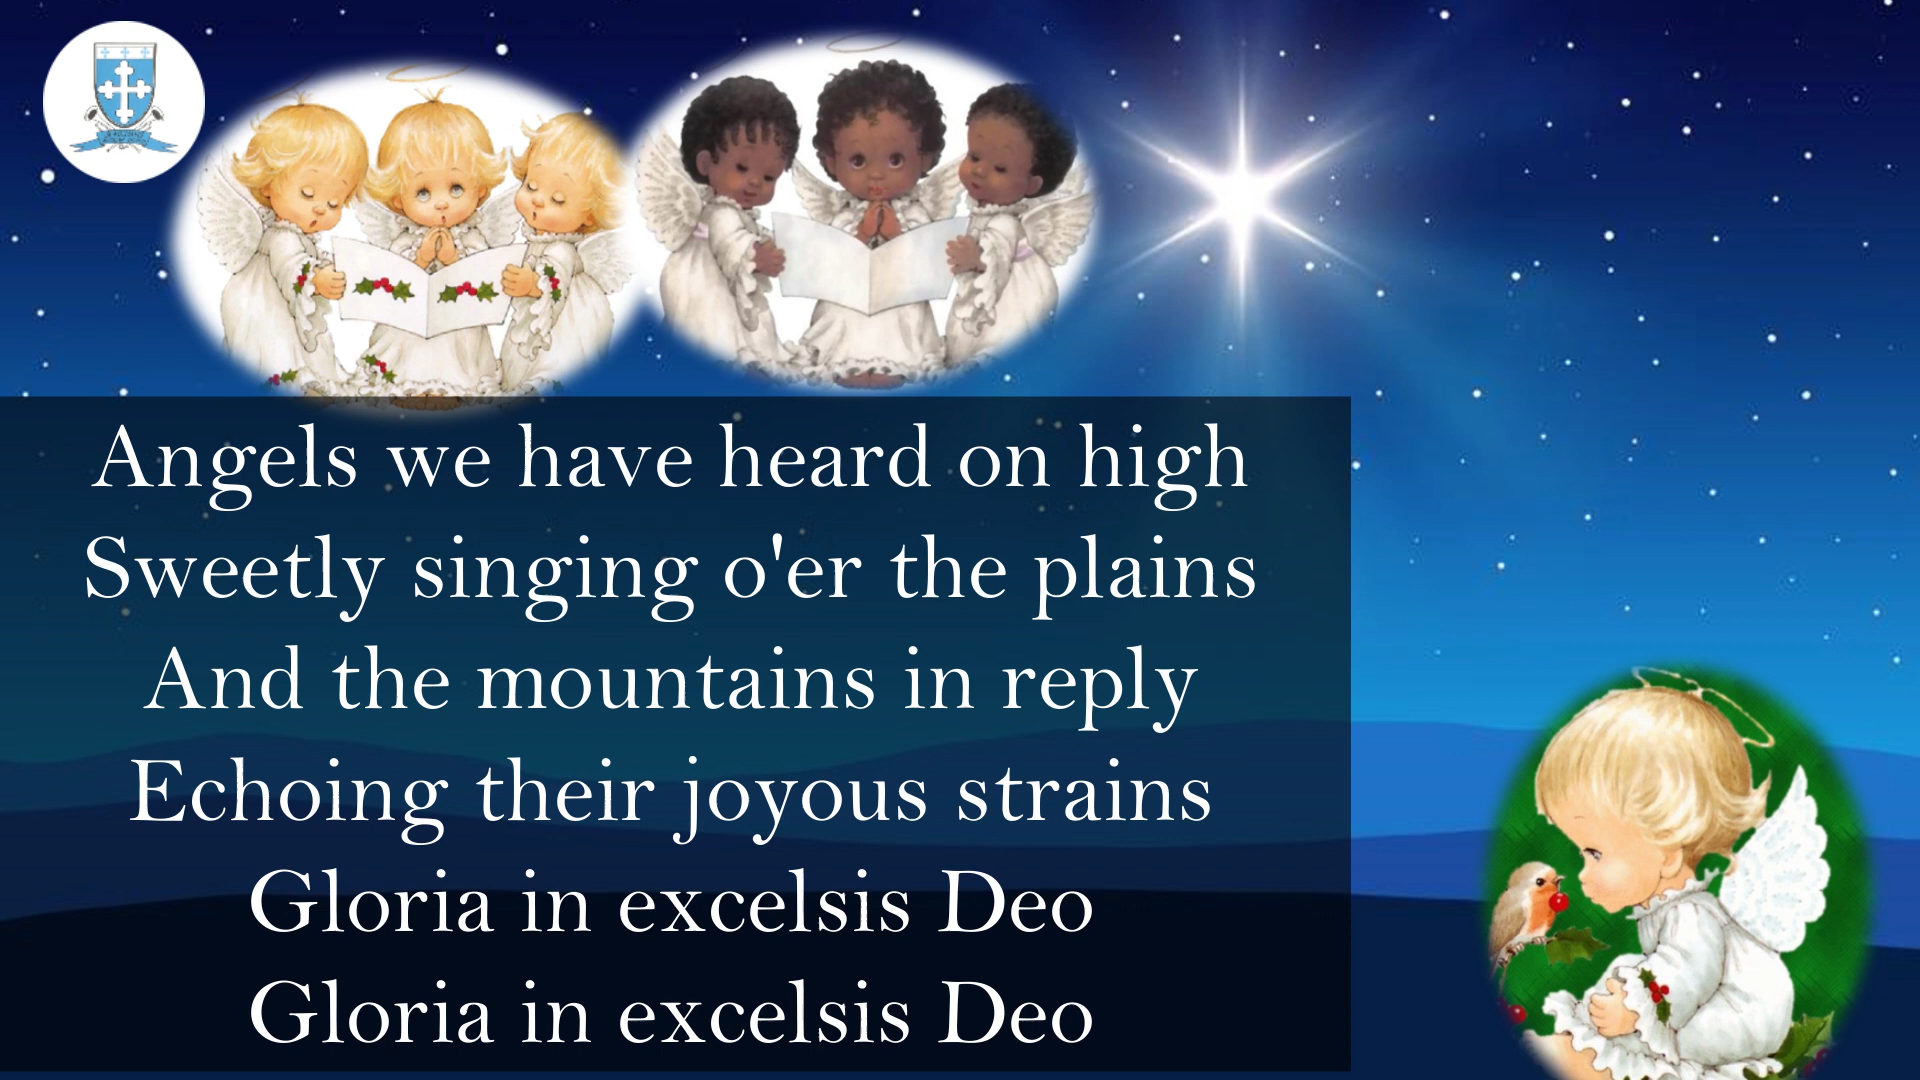 Angels we have heard on high
Sweetly singing o'er the plains
And the mountains in reply
Echoing their joyous strains
Gloria in excelsis Deo
Gloria in excelsis Deo